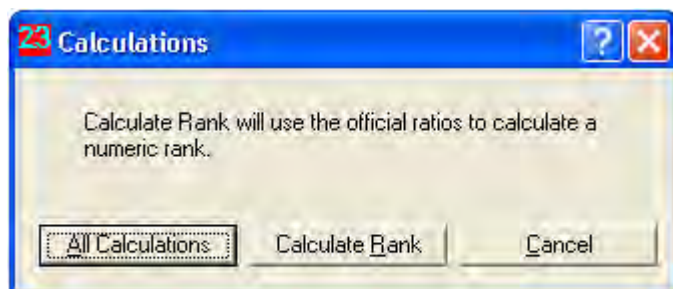 23 Calculations ? X
Calculate Rank will use the official ratios to calculate a
numeric rank.
All Calculations Calculate Rank Cancel